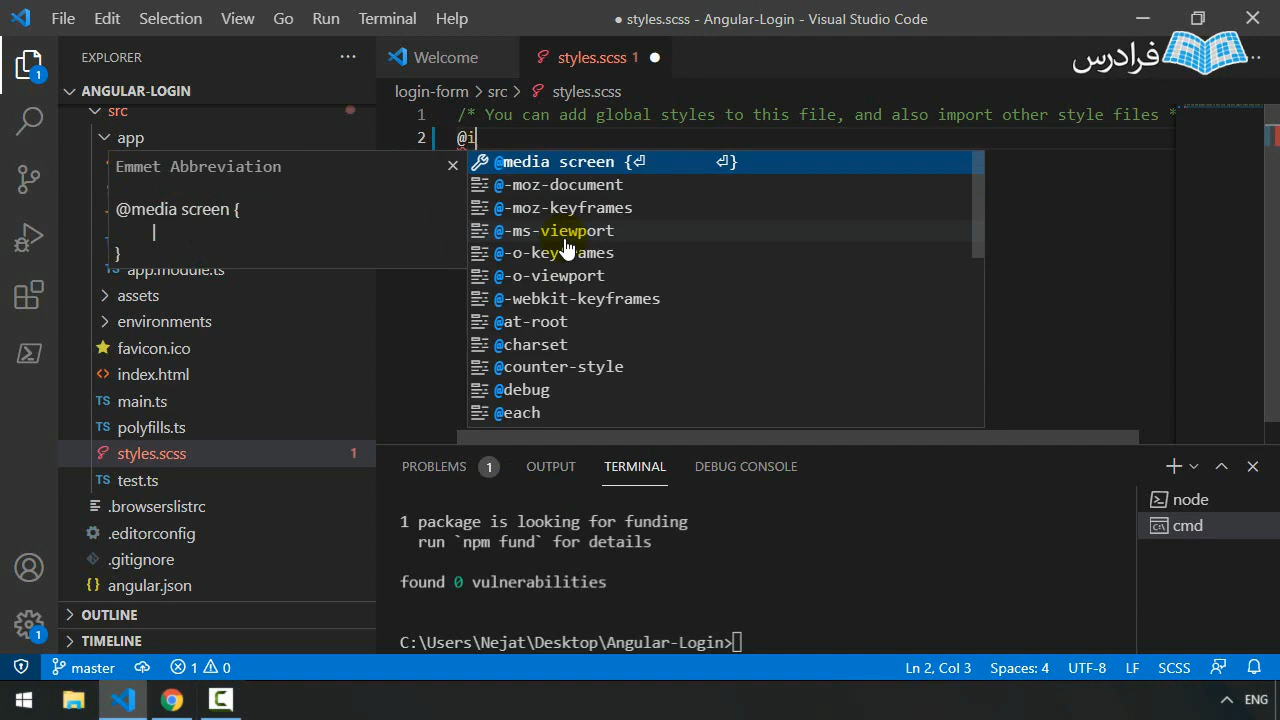 File Edit Selection View Go Run Terminal Help
● styles.scss - Angular-Login - Visual Studio Code
فرادرس
EXPLORER
Welcome
styles.scss 1
ANGULAR-LOGIN
login-form > src > styles.scss
src
1 /* You can add global styles to this file, and also import other style files *
app
2 @i
Emmet Abbreviation
@media screen {
}
@media screen {⏎ ⏎}
@-moz-document
@-moz-keyframes
@-ms-viewport
@-o-keyframes
@-o-viewport
@-webkit-keyframes
@at-root
@charset
@counter-style
@debug
@each
TS app.module.ts
assets
environments
favicon.ico
<> index.html
TS main.ts
TS polyfills.ts
styles.scss 1
TS test.ts
.browserslistrc
.editorconfig
.gitignore
{} angular.json
OUTLINE
TIMELINE
PROBLEMS 1 OUTPUT TERMINAL DEBUG CONSOLE
1 package is looking for funding
run `npm fund` for details
found 0 vulnerabilities
C:\Users\Nejat\Desktop\Angular-Login>
node
cmd
1
1
master
1 0
Ln 2, Col 3 Spaces: 4 UTF-8 LF SCSS
ENG